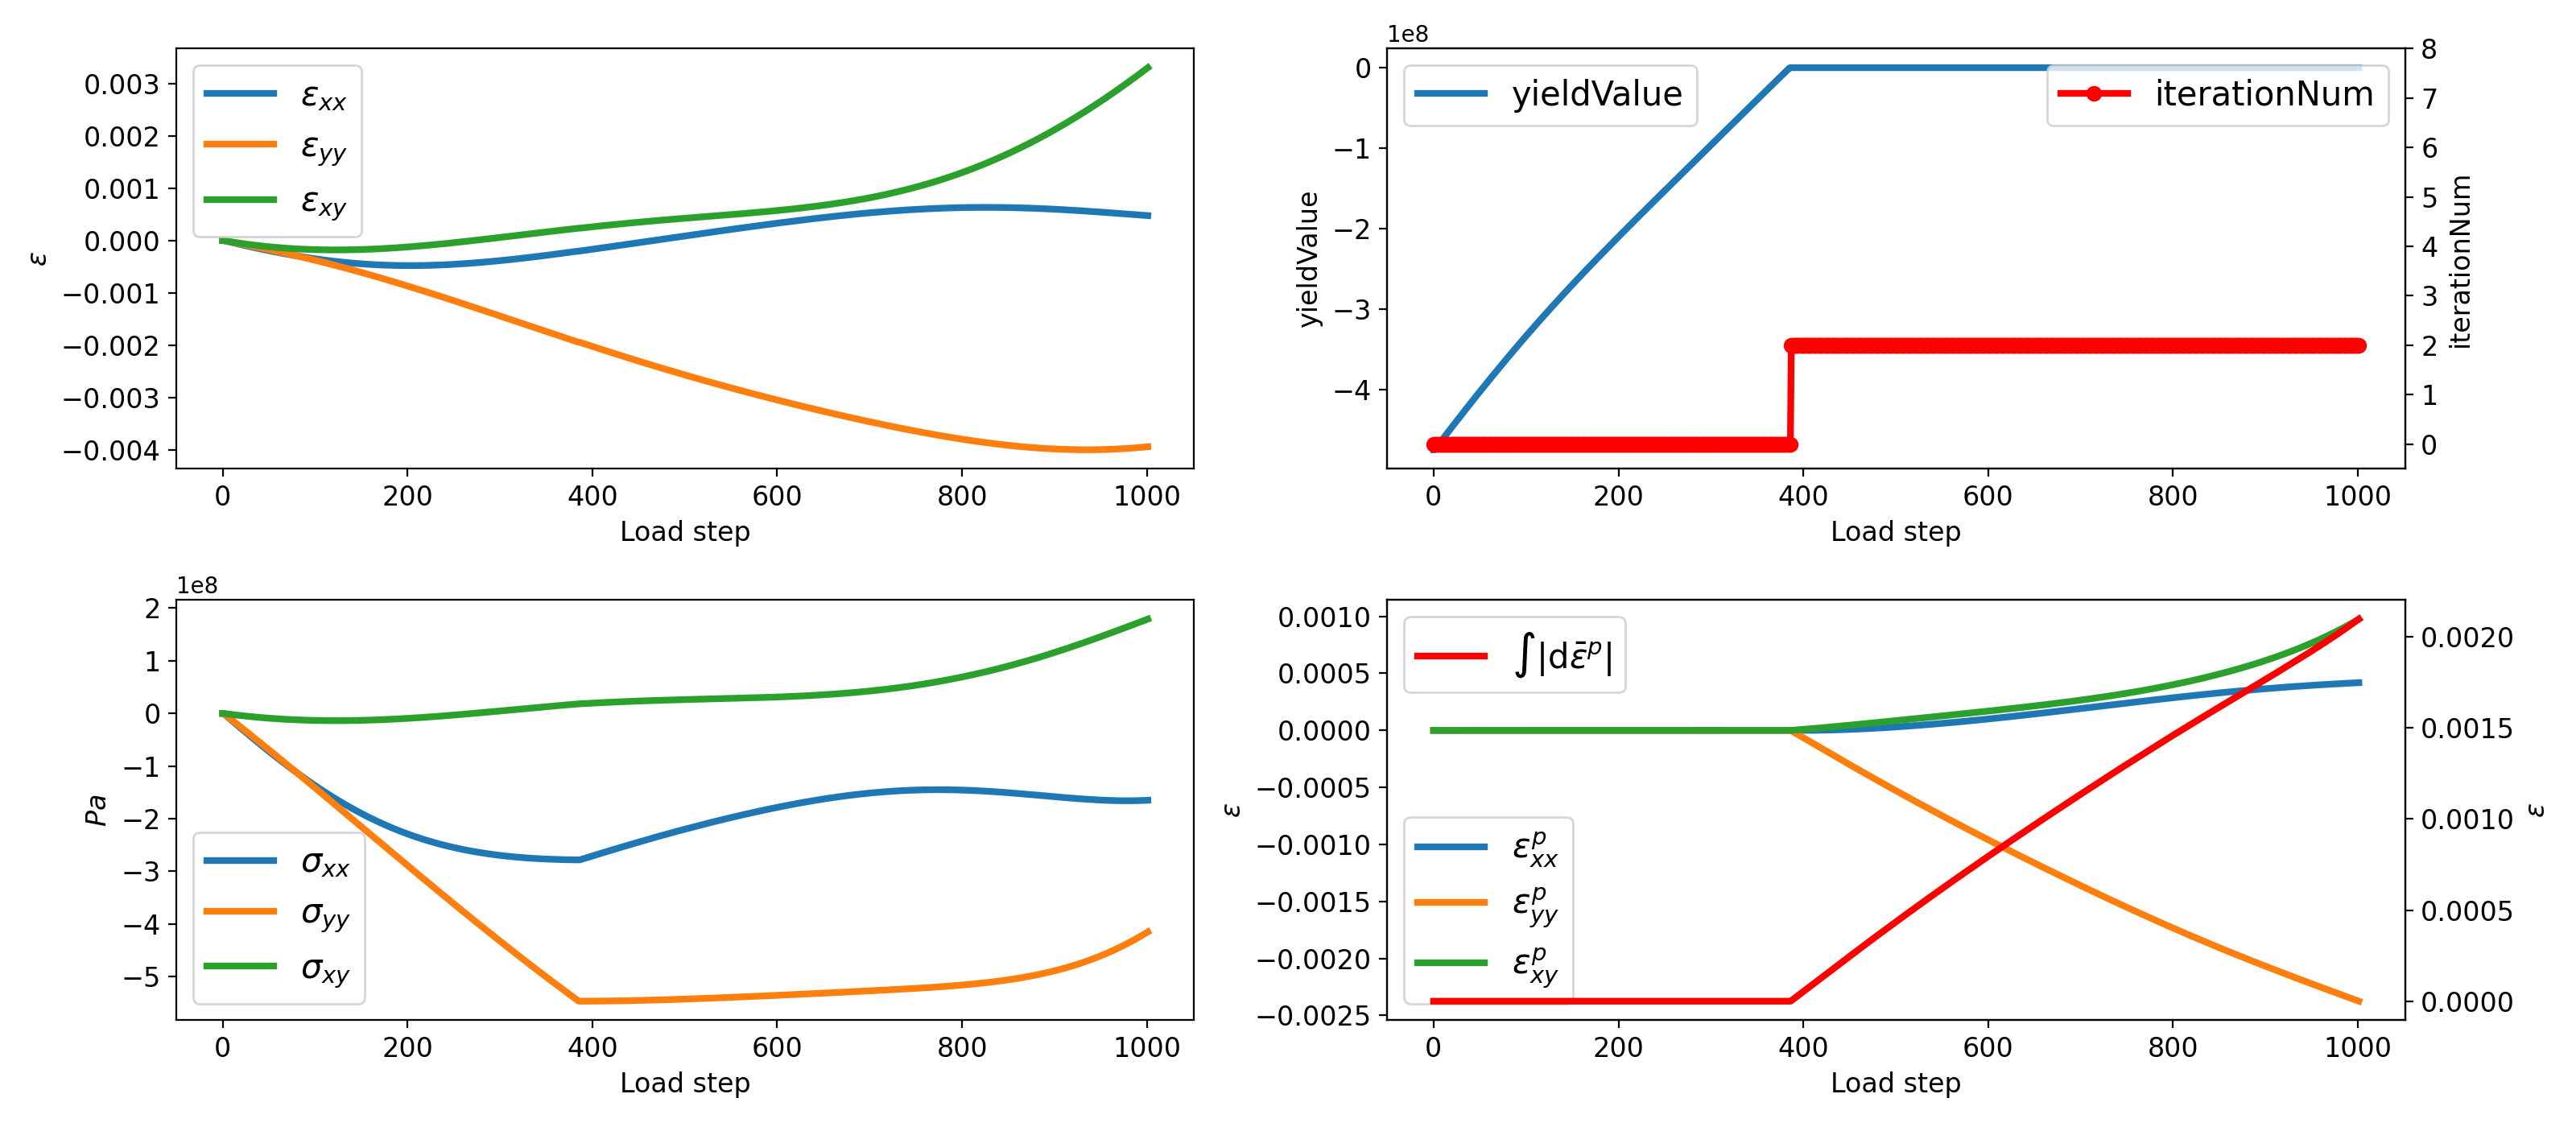 0.003
0.002
0.001
0.000
−0.001
−0.002
−0.003
−0.004
ε
ε_xx
ε_yy
ε_xy
0 200 400 600 800 1000
Load step
1e8
0
−1
−2
−3
−4
yieldValue
yieldValue
iterationNum
8
7
6
5
4
3
2
1
0
iterationNum
0 200 400 600 800 1000
Load step
1e8
2
1
0
−1
−2
−3
−4
−5
Pa
σ_xx
σ_yy
σ_xy
0 200 400 600 800 1000
Load step
0.0010
0.0005
0.0000
−0.0005
−0.0010
−0.0015
−0.0020
−0.0025
ε
∫|dε̄^p|
ε^p_xx
ε^p_yy
ε^p_xy
0.0020
0.0015
0.0010
0.0005
0.0000
ε
0 200 400 600 800 1000
Load step